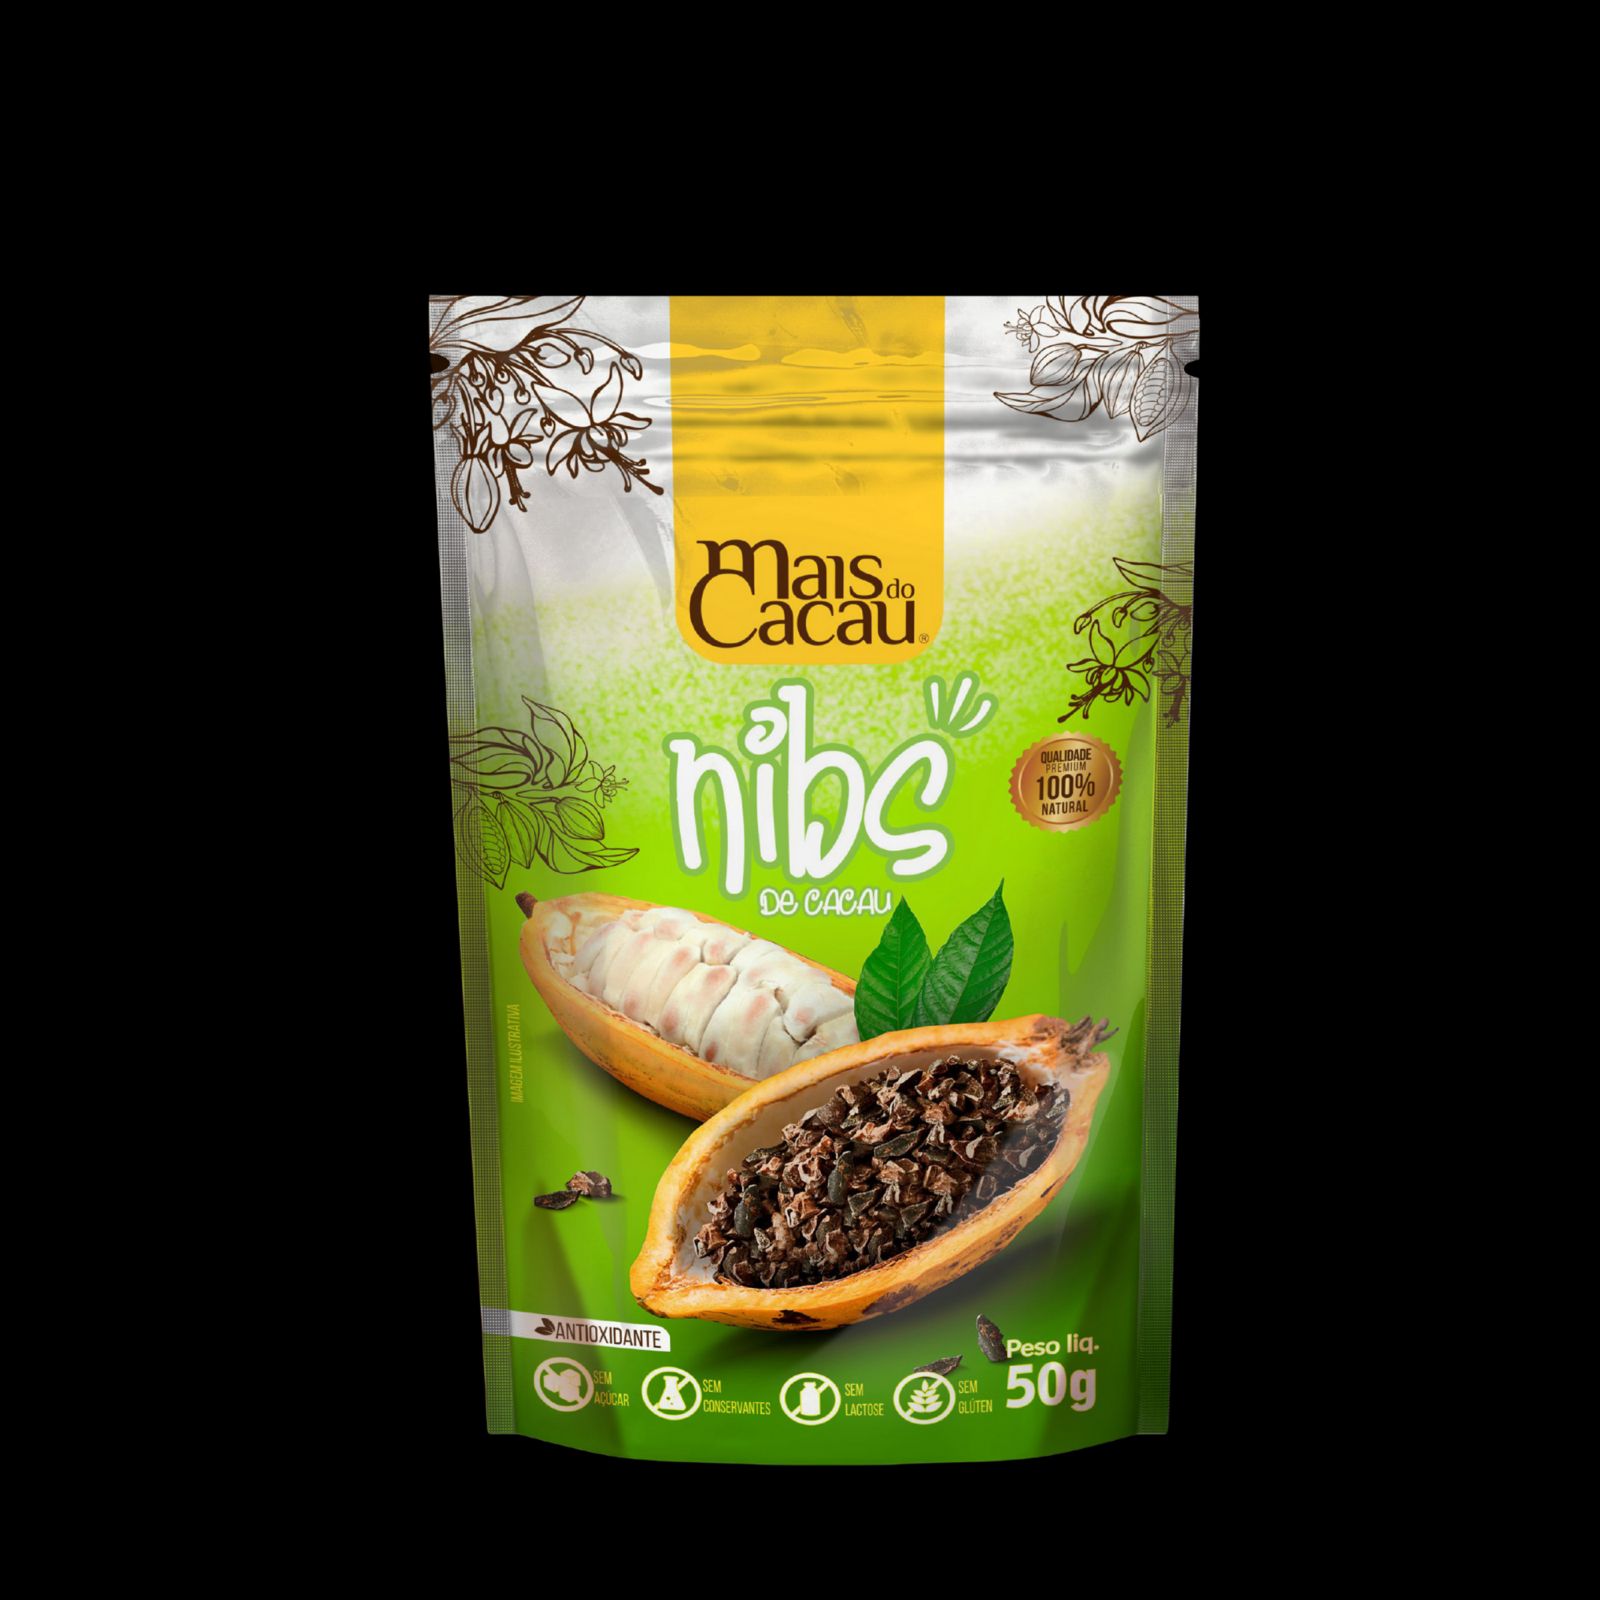 Mais do
Cacau®
nibs
DE CACAU
QUALIDADE
PREMIUM
100%
NATURAL
IMAGEM ILUSTRATIVA
ANTIOXIDANTE
SEM
AÇÚCAR
SEM
CONSERVANTES
SEM
LACTOSE
SEM
GLÚTEN
Peso liq.
50g